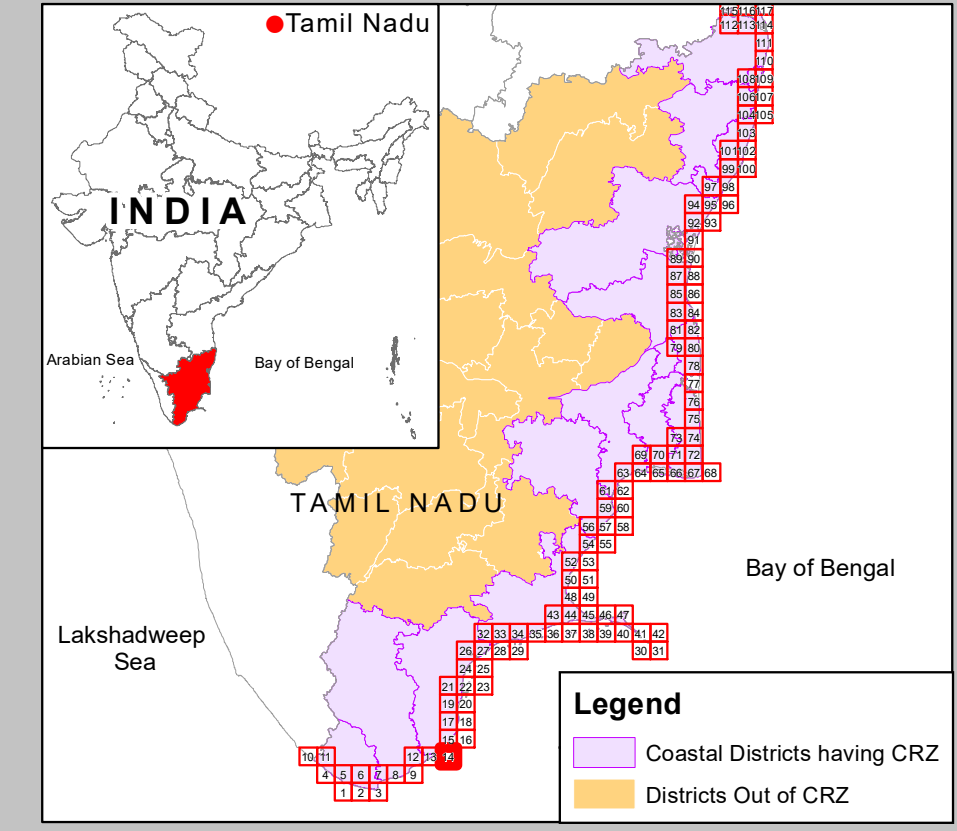 Tamil Nadu
INDIA
Arabian Sea
Bay of Bengal
115 116 117
112 113 114
111
110
108 109
106 107
104 105
103
101 102
99 100
97 98
94 95 96
92 93
91
89 90
87 88
85 86
83 84
81 82
79 80
78
77
76
75
73 74
69 70 71 72
63 64 65 66 67 68
61 62
TAMIL NADU
59 60
56 57 58
54 55
52 53
Bay of Bengal
50 51
48 49
43 44 45 46 47
Lakshadweep
Sea
32 33 34 35 36 37 38 39 40 41 42
26 27 28 29 30 31
24 25
21 22 23
19 20
17 18
15 16
10 11 12 13 14
4 5 6 7 8 9
1 2 3
Legend
Coastal Districts having CRZ
Districts Out of CRZ